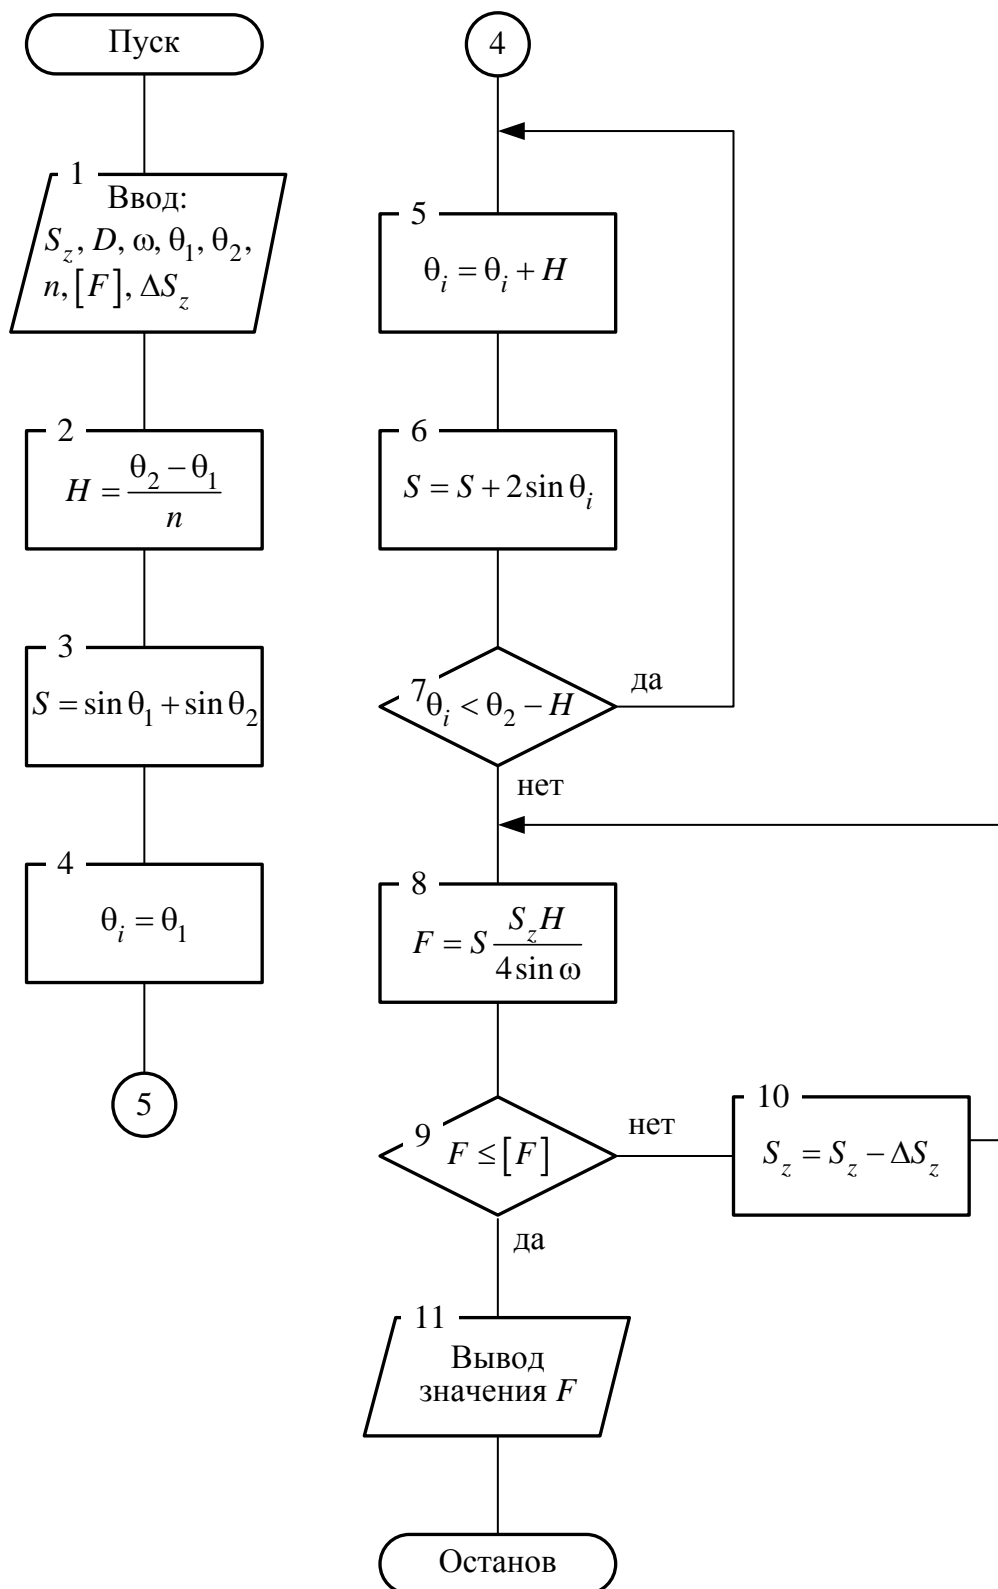 Пуск
1
Ввод:
S_z, D, ω, θ_1, θ_2,
n, [F], ΔS_z
2
H = \frac{θ_2 − θ_1}{n}
3
S = sin θ_1 + sin θ_2
4
θ_i = θ_1
5
4
5
θ_i = θ_i + H
6
S = S + 2 sin θ_i
7
θ_i < θ_2 − H
да
нет
8
F = S \frac{S_z H}{4 sin ω}
9
F ≤ [F]
нет
10
S_z = S_z − ΔS_z
да
11
Вывод
значения F
Останов